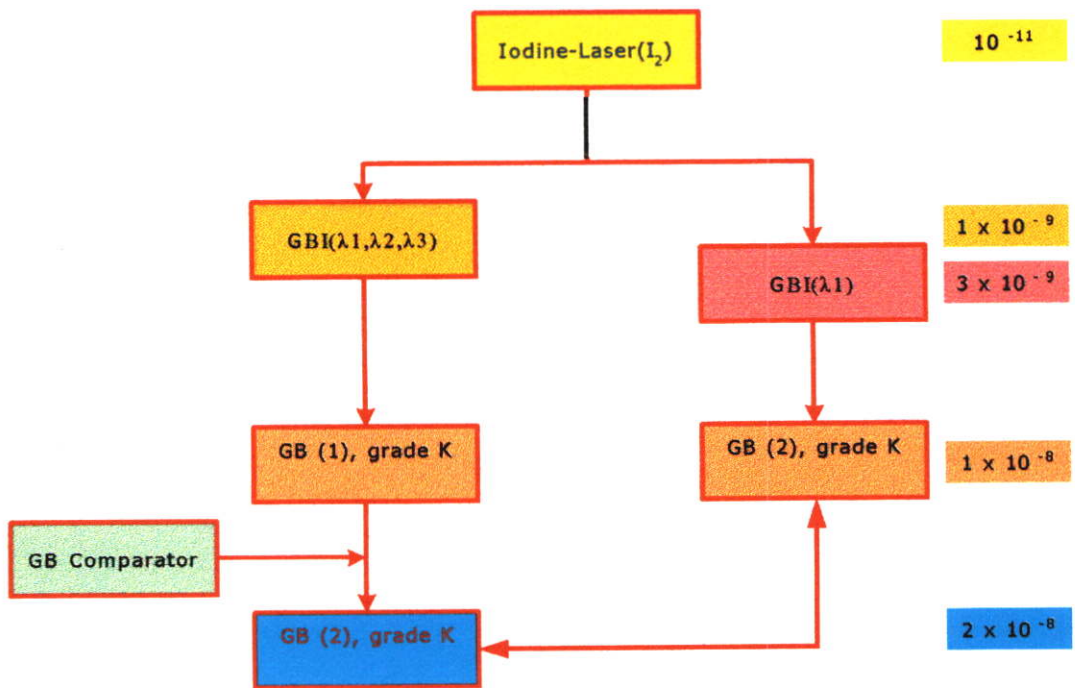 Iodine-Laser(I₂)
10 ⁻¹¹
GBI(λ1,λ2,λ3)
1 x 10 ⁻ ⁹
GBI(λ1)
3 x 10 ⁻ ⁹
GB (1), grade K
GB (2), grade K
1 x 10 ⁻⁸
GB Comparator
GB (2), grade K
2 x 10 ⁻⁸